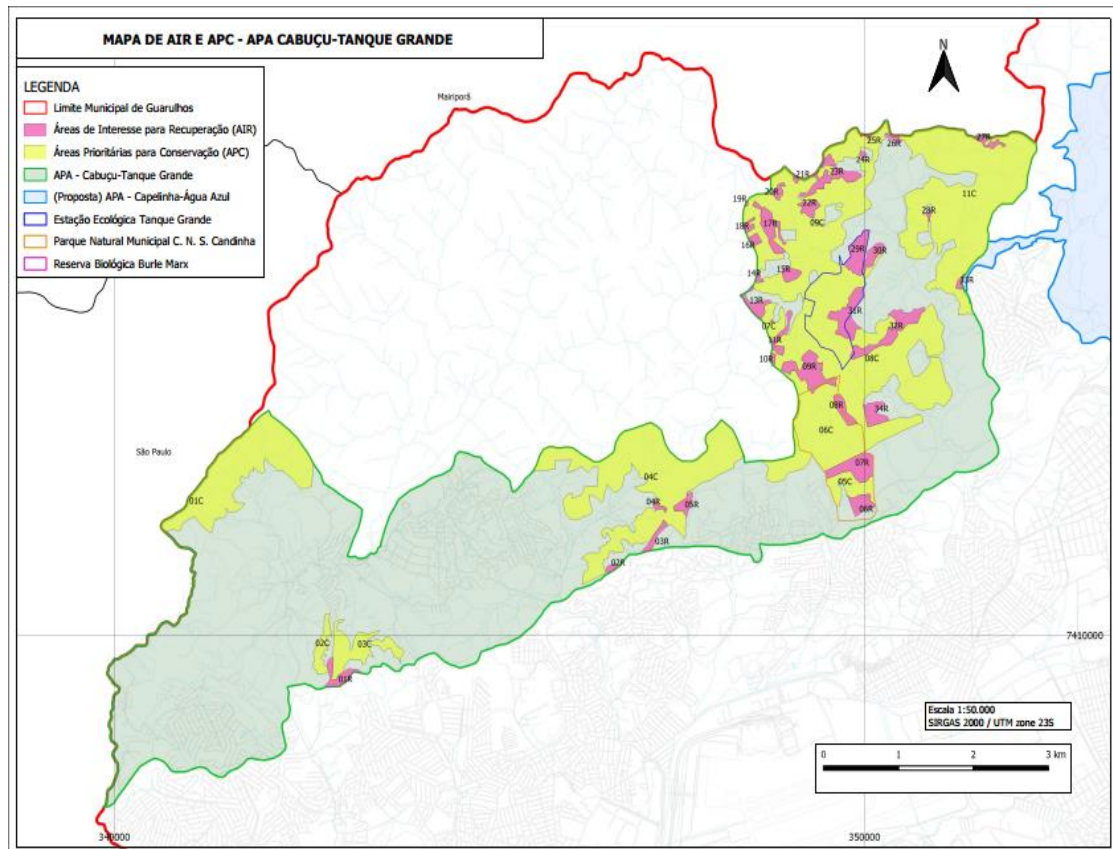 MAPA DE AIR E APC - APA CABUÇU-TANQUE GRANDE
N
LEGENDA
Limite Municipal de Guarulhos
Áreas de Interesse para Recuperação (AIR)
Áreas Prioritárias para Conservação (APC)
APA - Cabuçu-Tanque Grande
(Proposta) APA - Capelinha-Água Azul
Estação Ecológica Tanque Grande
Parque Natural Municipal C. N. S. Candinha
Reserva Biológica Burle Marx
Mairiporã
São Paulo
25R
26R
27R
24R
23R
21R
20R
19R
22R
09C
11C
28R
17R
18R
16R
29R
30R
15R
14R
13R
07C
31R
32R
11R
10R
09R
08C
08R
34R
06C
07R
05C
06R
04C
04R
05R
03R
02R
01C
02C
03C
01R
7410000
Escala 1:50.000
SIRGAS 2000 / UTM zone 23S
0 1 2 3 km
340000
350000